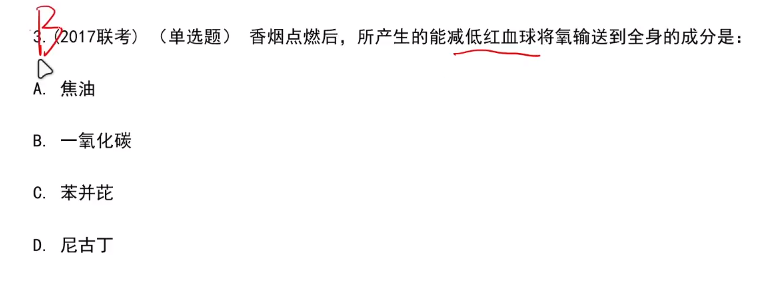 B
3. (2017联考) (单选题) 香烟点燃后，所产生的能减低红血球将氧输送到全身的成分是：
A. 焦油
B. 一氧化碳
C. 苯并芘
D. 尼古丁